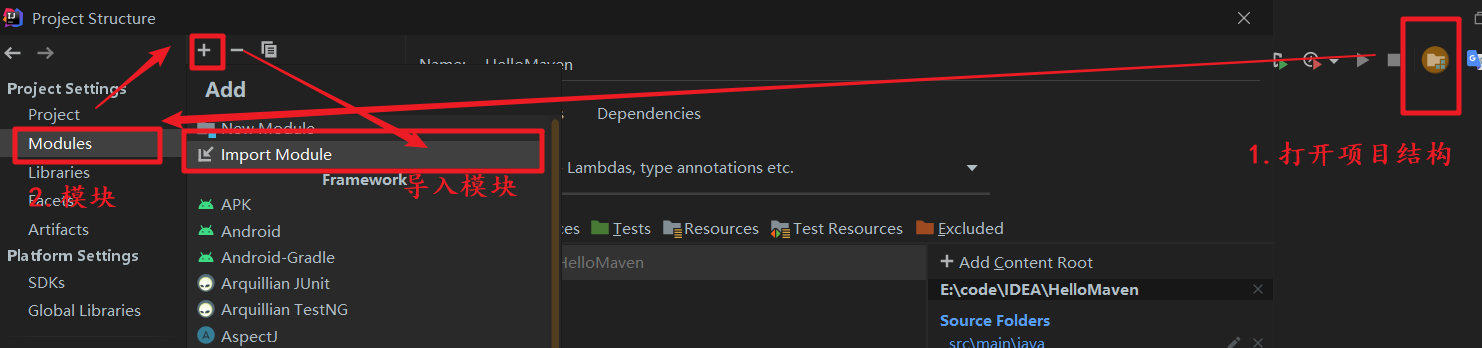 Project Structure
Name: HelloMaven
Add
Project Settings
Project
Modules
Libraries
Facets
Artifacts
Platform Settings
SDKs
Global Libraries
2.模块
New Module
Import Module
Framework
导入模块
APK
Android
Android-Gradle
Arquillian JUnit
Arquillian TestNG
AspectJ
Dependencies
Lambdas, type annotations etc.
Tests
Resources
Test Resources
Excluded
HelloMaven
Add Content Root
E:\code\IDEA\HelloMaven
Source Folders
src\main\java
1.打开项目结构